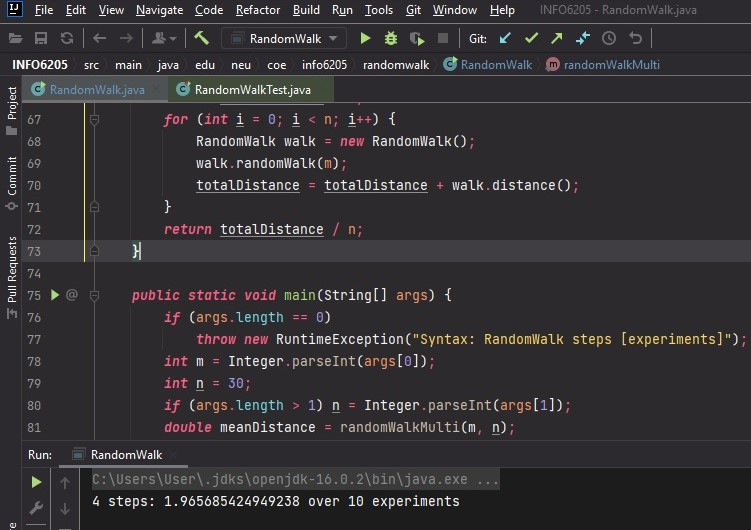 IJ File Edit View Navigate Code Refactor Build Run Tools Git Window Help INFO6205 - RandomWalk.java
RandomWalk Git:
INFO6205 src main java edu neu coe info6205 randomwalk RandomWalk randomWalkMulti
RandomWalk.java RandomWalkTest.java
Project
Commit
Pull Requests
67 for (int i = 0; i < n; i++) {
68 RandomWalk walk = new RandomWalk();
69 walk.randomWalk(m);
70 totalDistance = totalDistance + walk.distance();
71 }
72 return totalDistance / n;
73 }
74
75 @ public static void main(String[] args) {
76 if (args.length == 0)
77 throw new RuntimeException("Syntax: RandomWalk steps [experiments]");
78 int m = Integer.parseInt(args[0]);
79 int n = 30;
80 if (args.length > 1) n = Integer.parseInt(args[1]);
81 double meanDistance = randomWalkMulti(m, n);
Run: RandomWalk
C:\Users\User\.jdks\openjdk-16.0.2\bin\java.exe ...
4 steps: 1.965685424949238 over 10 experiments